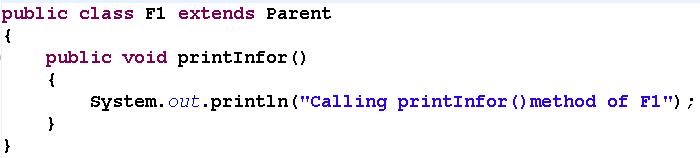 public class F1 extends Parent
{
    public void printInfor()
    {
        System.out.println("Calling printInfor()method of F1");
    }
}